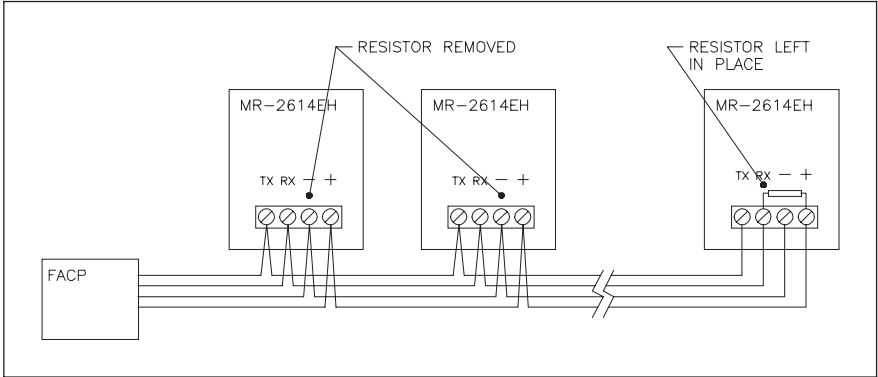 RESISTOR REMOVED
RESISTOR LEFT
IN PLACE
MR-2614EH
MR-2614EH
MR-2614EH
TX RX - +
TX RX - +
TX RX - +
FACP